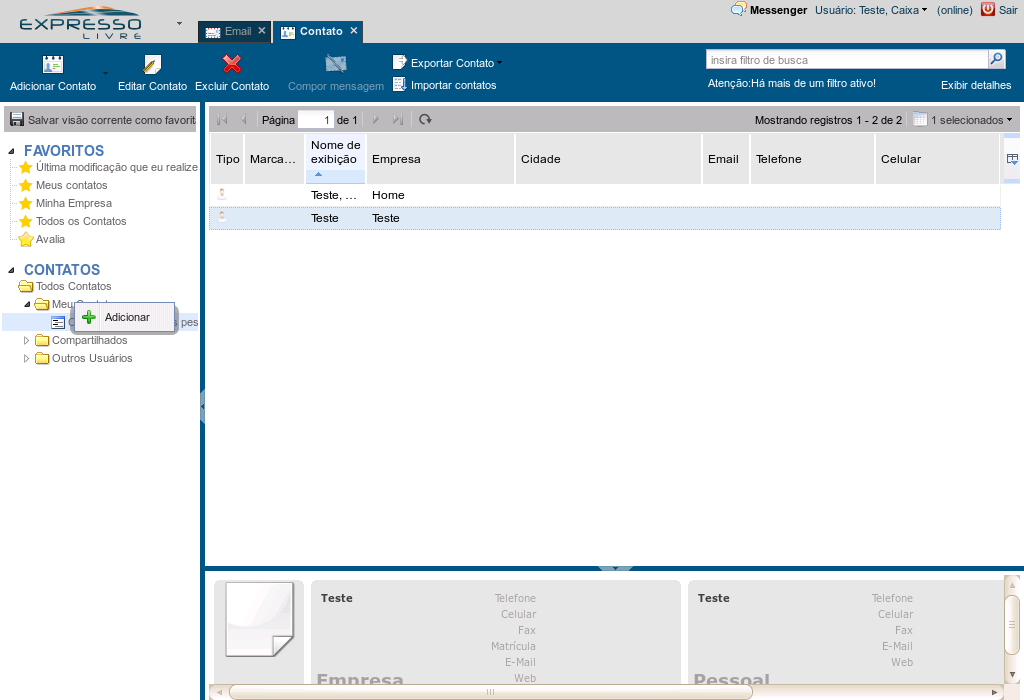 EXPRESSO
LIVRE
Email
Contato
Messenger
Usuário: Teste, Caixa
(online)
Sair
Adicionar Contato
Editar Contato
Excluir Contato
Compor mensagem
Exportar Contato
Importar contatos
insira filtro de busca
Atenção:Há mais de um filtro ativo!
Exibir detalhes
Salvar visão corrente como favorit
Página 1 de 1
Mostrando registros 1 - 2 de 2
1 selecionados
FAVORITOS
Última modificação que eu realize
Meus contatos
Minha Empresa
Todos os Contatos
Avalia
CONTATOS
Todos Contatos
Adicionar
pes
Compartilhados
Outros Usuários
Tipo Marca... Nome de exibição Empresa Cidade Email Telefone Celular
Teste, ... Home
Teste Teste
Teste
Telefone
Celular
Fax
Matrícula
E-Mail
Web
Empresa
Teste
Telefone
Celular
Fax
E-Mail
Web
Pessoal